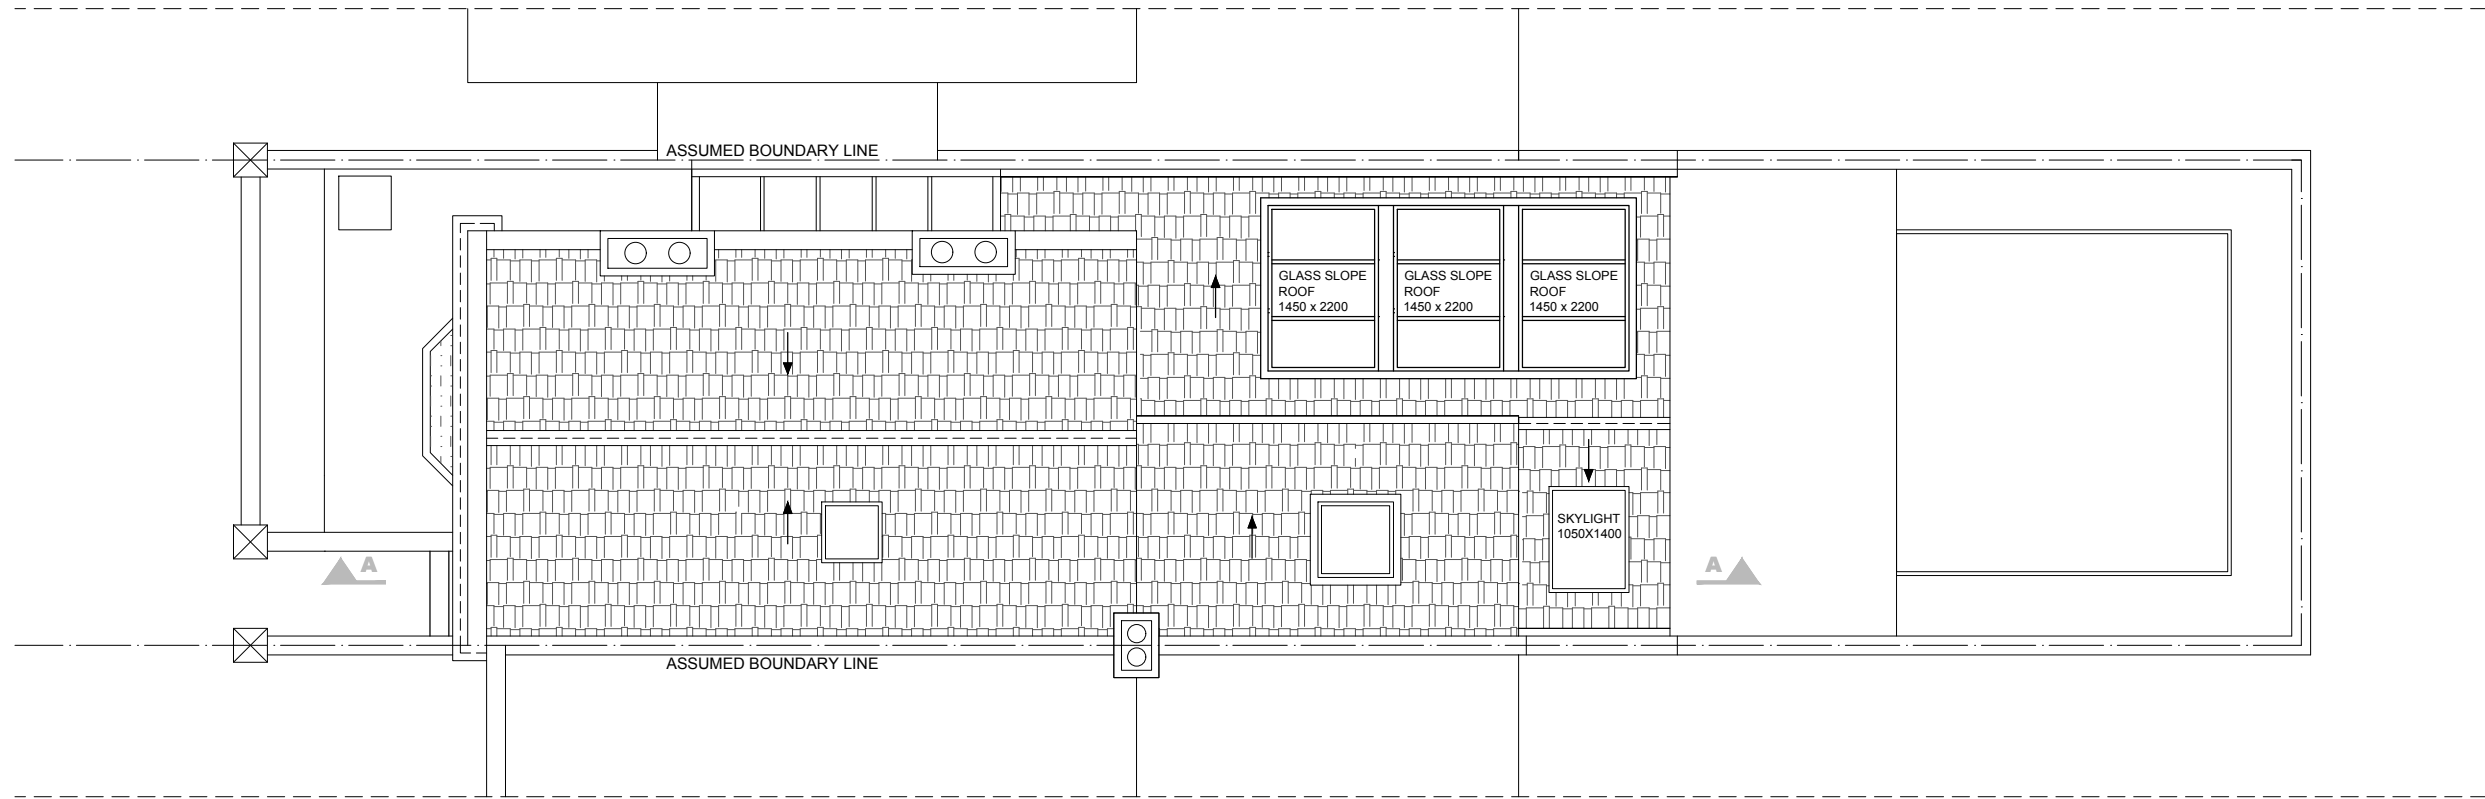 ASSUMED BOUNDARY LINE
GLASS SLOPE
ROOF
1450 x 2200
GLASS SLOPE
ROOF
1450 x 2200
GLASS SLOPE
ROOF
1450 x 2200
SKYLIGHT
1050X1400
A
A
ASSUMED BOUNDARY LINE